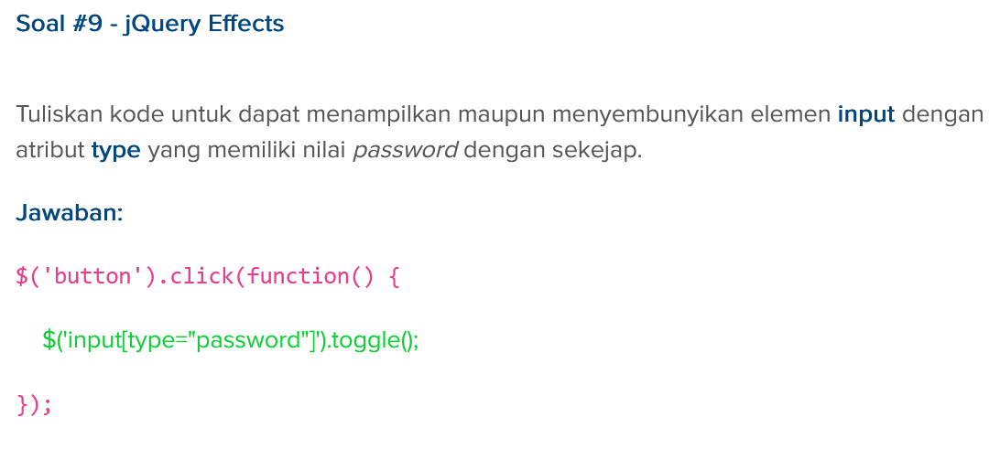 Soal #9 - jQuery Effects
Tuliskan kode untuk dapat menampilkan maupun menyembunyikan elemen input dengan
atribut type yang memiliki nilai password dengan sekejap.
Jawaban:
$('button').click(function() {
$('input[type="password"]').toggle();
});